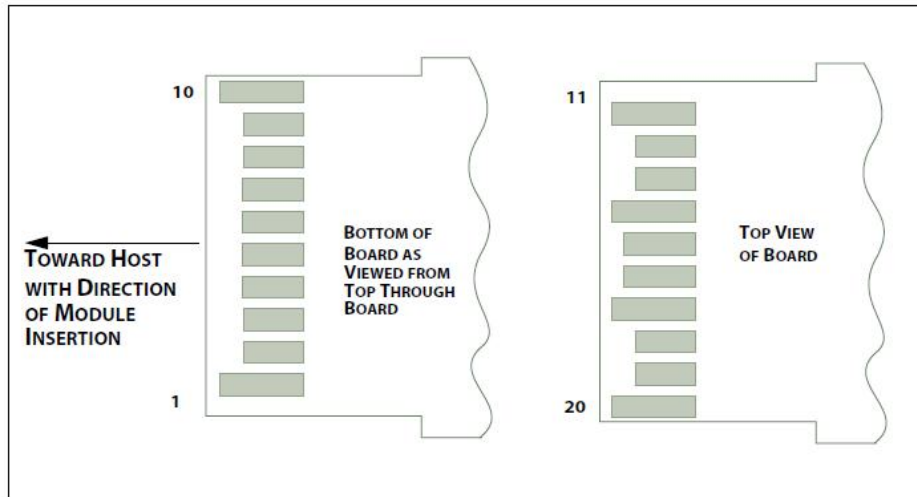 10
1
TOWARD HOST
WITH DIRECTION
OF MODULE
INSERTION
BOTTOM OF
BOARD AS
VIEWED FROM
TOP THROUGH
BOARD
11
20
TOP VIEW
OF BOARD